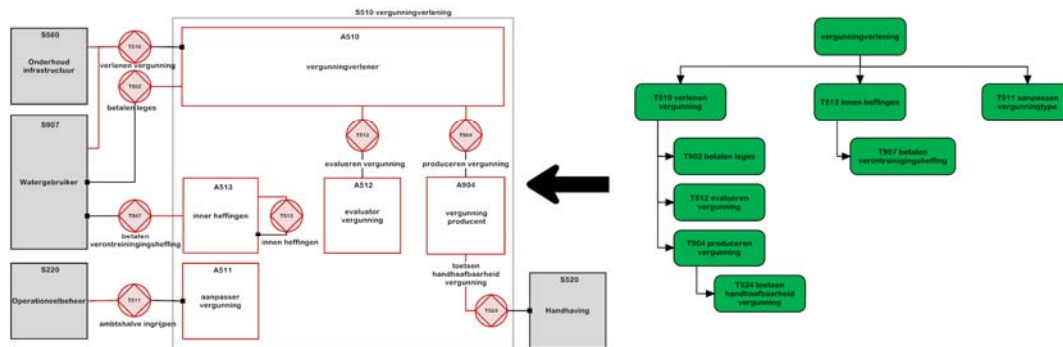 S510 vergunningverlening
S560
Onderhoud
infrastructuur
T510
verlenen vergunning
T902
betalen leges
A510
vergunningverlener
S907
Watergebruiker
T512
evalueren vergunning
T904
produceren vergunning
A513
inner heffingen
T513
innen heffingen
A512
evaluator
vergunning
A904
vergunning
producent
T907
betalen
verontreinigingsheffing
S220
Operationeelbeheer
T511
ambtshalve ingrijpen
A511
aanpasser
vergunning
toetsen
handhaafbaarheid
vergunning
T524
S520
Handhaving
vergunningverlening
T510 verlenen
vergunning
T513 innen heffingen
T511 aanpassen
vergunningtype
T902 betalen leges
T907 betalen
verontreinigingsheffing
T512 evalueren
vergunning
T904 produceren
vergunning
T524 toetsen
handhaafbaarheid
vergunning